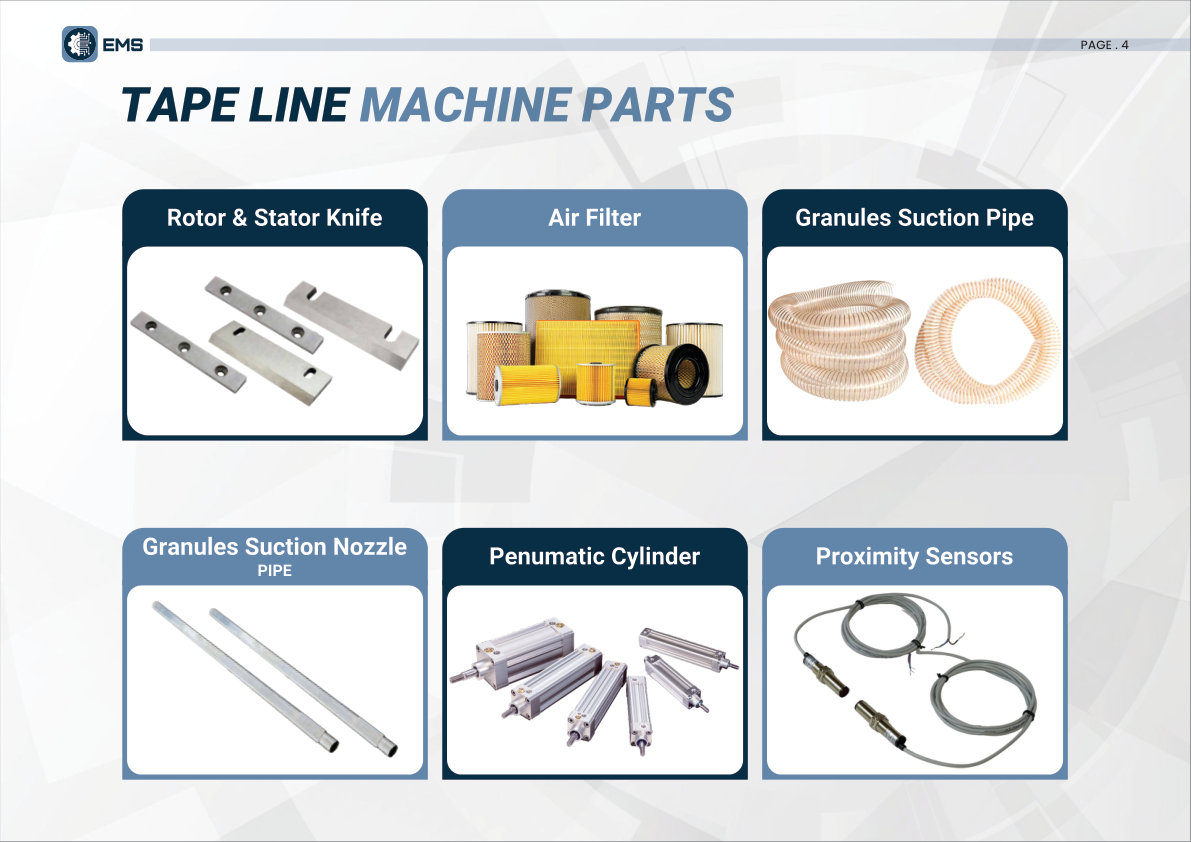 EMS
PAGE . 4
TAPE LINE MACHINE PARTS
Rotor & Stator Knife
Air Filter
Granules Suction Pipe
Granules Suction Nozzle
PIPE
Penumatic Cylinder
Proximity Sensors